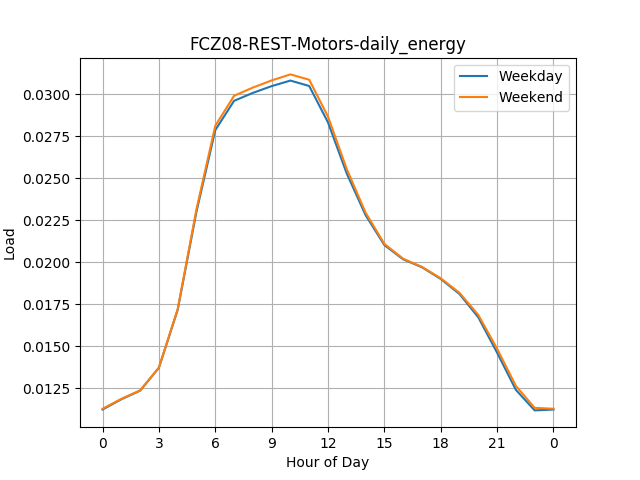 FCZ08-REST-Motors-daily_energy
Weekday
Weekend
Load
0.0300
0.0275
0.0250
0.0225
0.0200
0.0175
0.0150
0.0125
0 3 6 9 12 15 18 21 0
Hour of Day